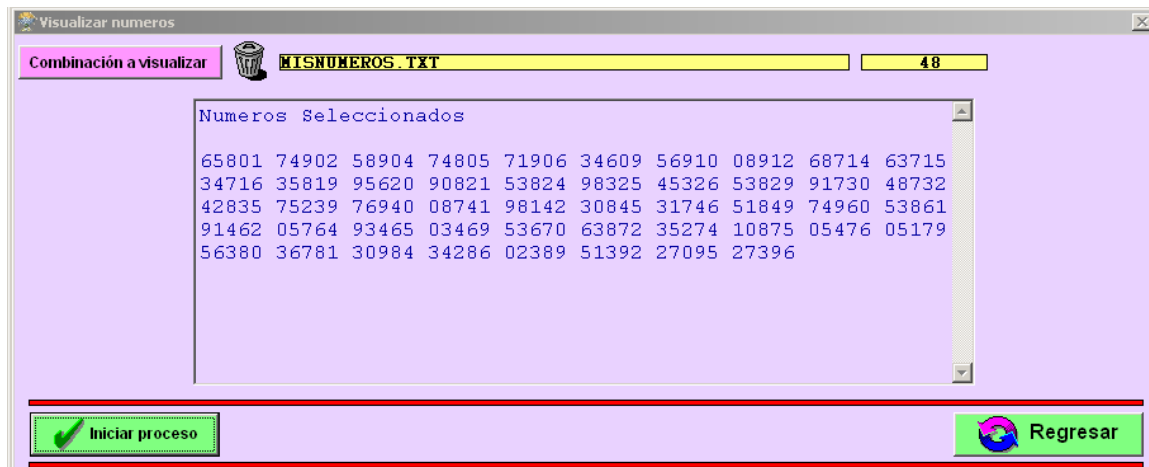 Visualizar numeros
Combinación a visualizar MISNUMEROS.TXT 48
Numeros Seleccionados
65801 74902 58904 74805 71906 34609 56910 08912 68714 63715
34716 35819 95620 90821 53824 98325 45326 53829 91730 48732
42835 75239 76940 08741 98142 30845 31746 51849 74960 53861
91462 05764 93465 03469 53670 63872 35274 10875 05476 05179
56380 36781 30984 34286 02389 51392 27095 27396
Iniciar proceso Regresar